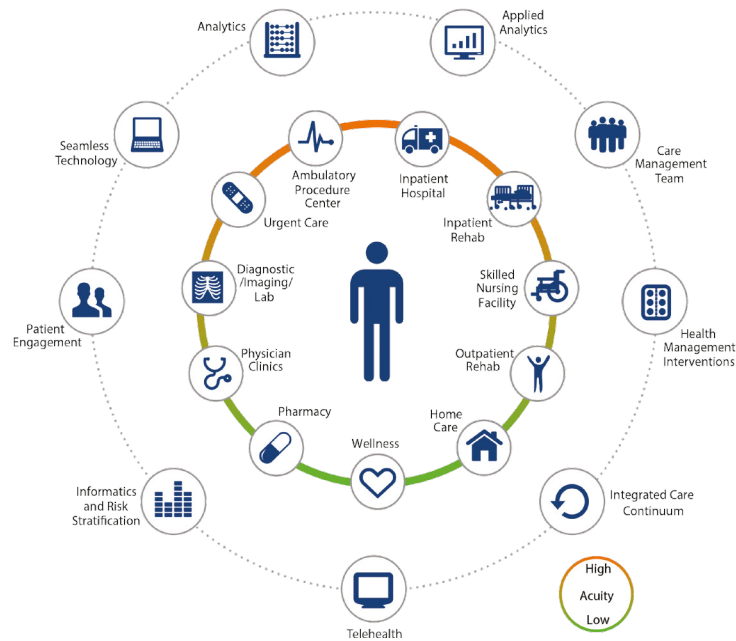 Analytics
Applied
Analytics
Seamless
Technology
Care
Management
Team
Ambulatory
Procedure
Center
Inpatient
Hospital
Urgent Care
Inpatient
Rehab
Diagnostic
/Imaging/
Lab
Skilled
Nursing
Facility
Patient
Engagement
Health
Management
Interventions
Physician
Clinics
Outpatient
Rehab
Pharmacy
Home
Care
Wellness
Informatics
and Risk
Stratification
Integrated Care
Continuum
High
Acuity
Low
Telehealth